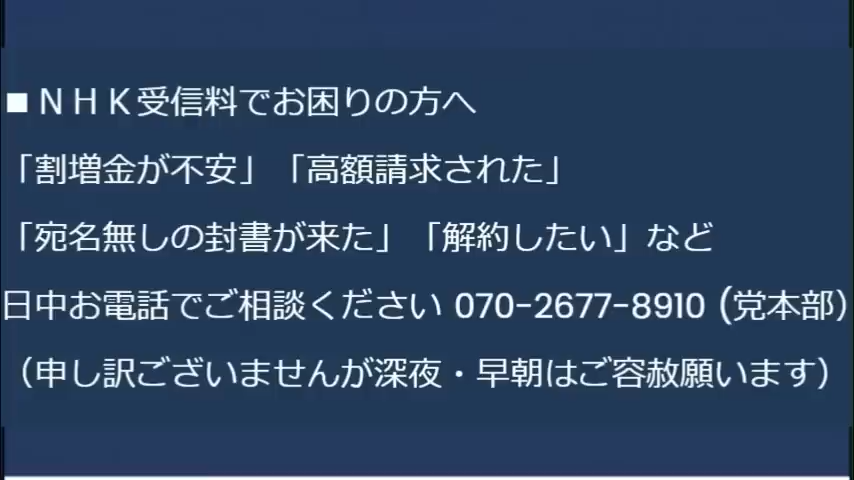 ■ＮＨＫ受信料でお困りの方へ
「割増金が不安」「高額請求された」
「宛名無しの封書が来た」「解約したい」など
日中お電話でご相談ください 070-2677-8910 (党本部)
（申し訳ございませんが深夜・早朝はご容赦願います）